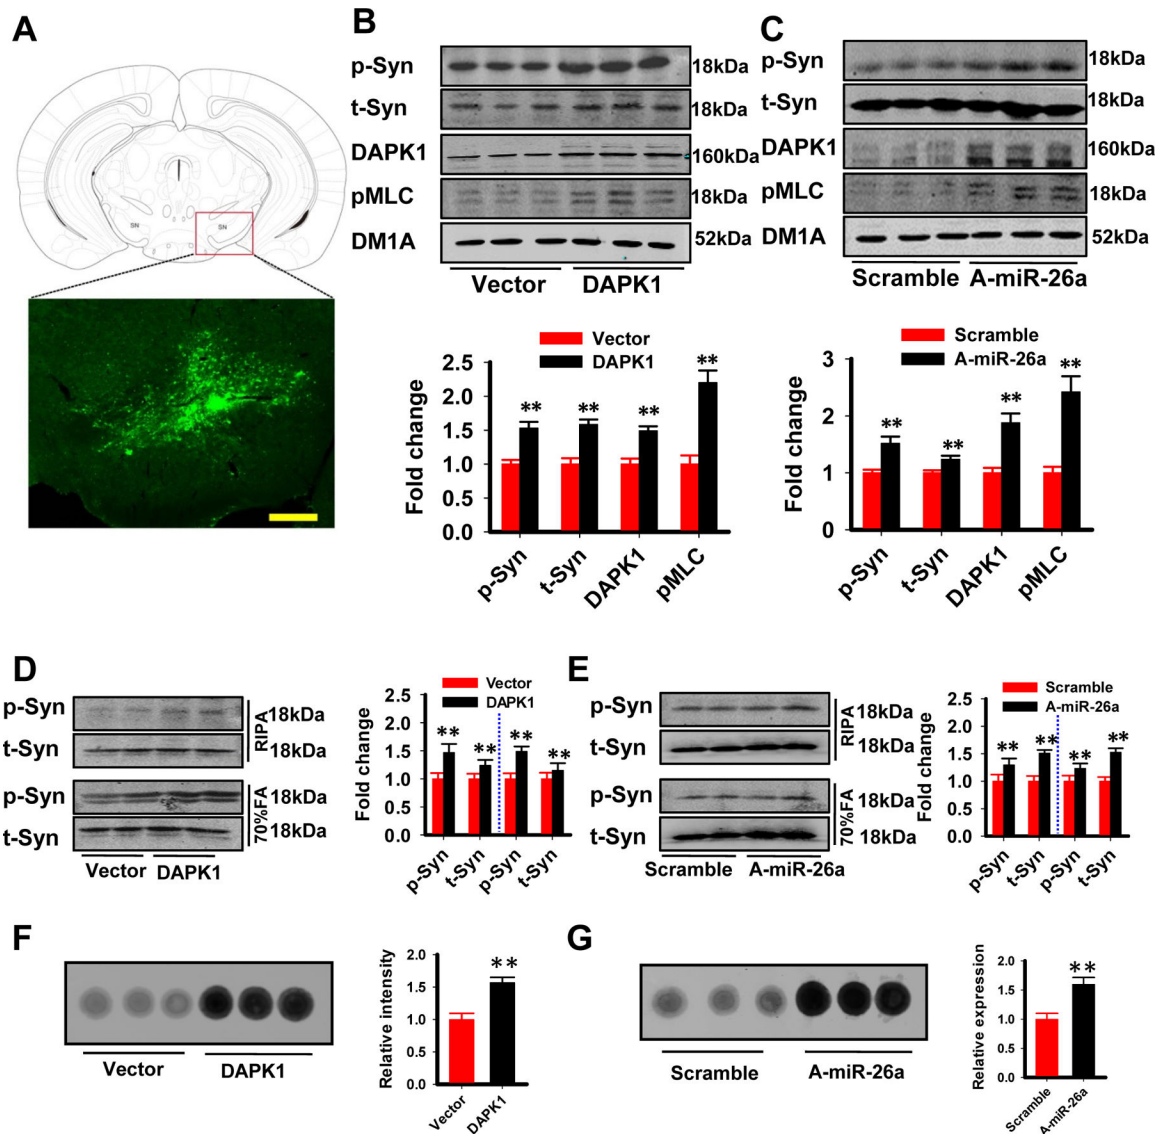 A
SN
SN
B
p-Syn
18kDa
t-Syn
18kDa
DAPK1
160kDa
pMLC
18kDa
DM1A
52kDa
Vector DAPK1
Vector
DAPK1
Fold change
2.5
2.0
1.5
1.0
0.5
0.0
**
**
**
**
p-Syn
t-Syn
DAPK1
pMLC
C
p-Syn
18kDa
t-Syn
18kDa
DAPK1
160kDa
pMLC
18kDa
DM1A
52kDa
Scramble A-miR-26a
Scramble
A-miR-26a
Fold change
3
2
1
0
**
**
**
**
p-Syn
t-Syn
DAPK1
pMLC
D
p-Syn
18kDa
t-Syn
18kDa
RIPA
p-Syn
18kDa
t-Syn
18kDa
70%FA
Vector DAPK1
Vector
DAPK1
Fold change
2.5
2.0
1.5
1.0
0.5
0.0
**
**
**
**
p-Syn
t-Syn
p-Syn
t-Syn
E
p-Syn
18kDa
t-Syn
18kDa
RIPA
p-Syn
18kDa
t-Syn
18kDa
70%FA
Scramble A-miR-26a
Scramble
A-miR-26a
Fold change
2.5
2.0
1.5
1.0
0.5
0.0
**
**
**
**
p-Syn
t-Syn
p-Syn
t-Syn
F
Vector DAPK1
Relative intensity
2.0
1.5
1.0
0.5
0.0
**
Vector
DAPK1
G
Scramble A-miR-26a
Relative expression
2.0
1.5
1.0
0.5
0.0
**
Scramble
A-miR-26a